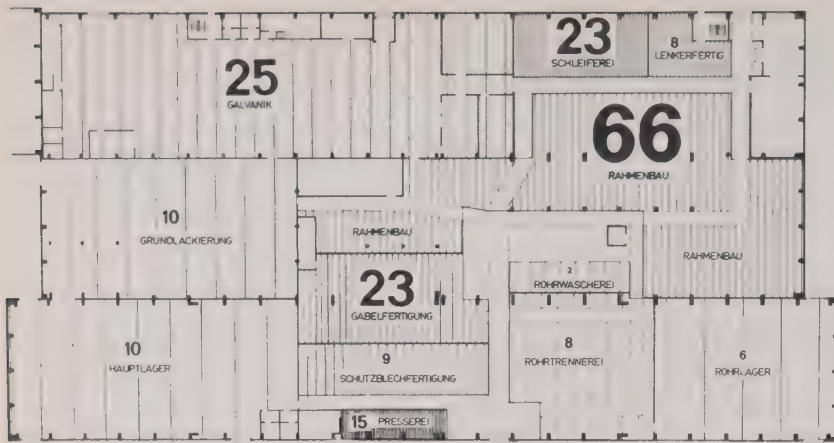 25
GALVANIK
23
SCHLEIFEREI
8
LENKERFERTIG
66
RAHMENBAU
10
GRUNDLACKIERUNG
RAHMENBAU
RAHMENBAU
2
ROHRWASCHEREI
23
GABELFERTIGUNG
10
HAUPTLAGER
9
SCHUTZBLECHFERTIGUNG
8
ROHRTRENNEREI
6
ROHRLAGER
15 PRESSEREI